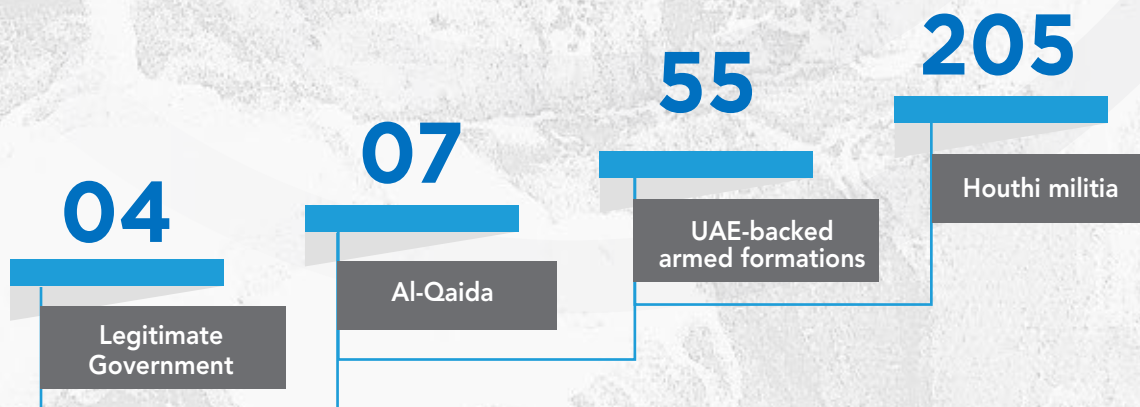 04
Legitimate
Government
07
Al-Qaida
55
UAE-backed
armed formations
205
Houthi militia